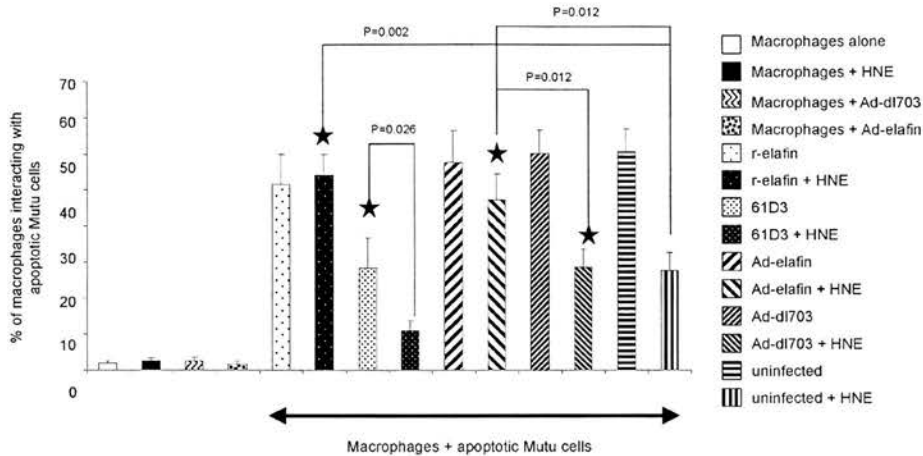 P=0.012
P=0.002
P=0.012
P=0.026
% of macrophages interacting with
apoptotic Mutu cells
70
60
50
40
30
20
10
0
Macrophages + apoptotic Mutu cells
Macrophages alone
Macrophages + HNE
Macrophages + Ad-dl703
Macrophages + Ad-elafin
r-elafin
r-elafin + HNE
61D3
61D3 + HNE
Ad-elafin
Ad-elafin + HNE
Ad-dl703
Ad-dl703 + HNE
uninfected
uninfected + HNE